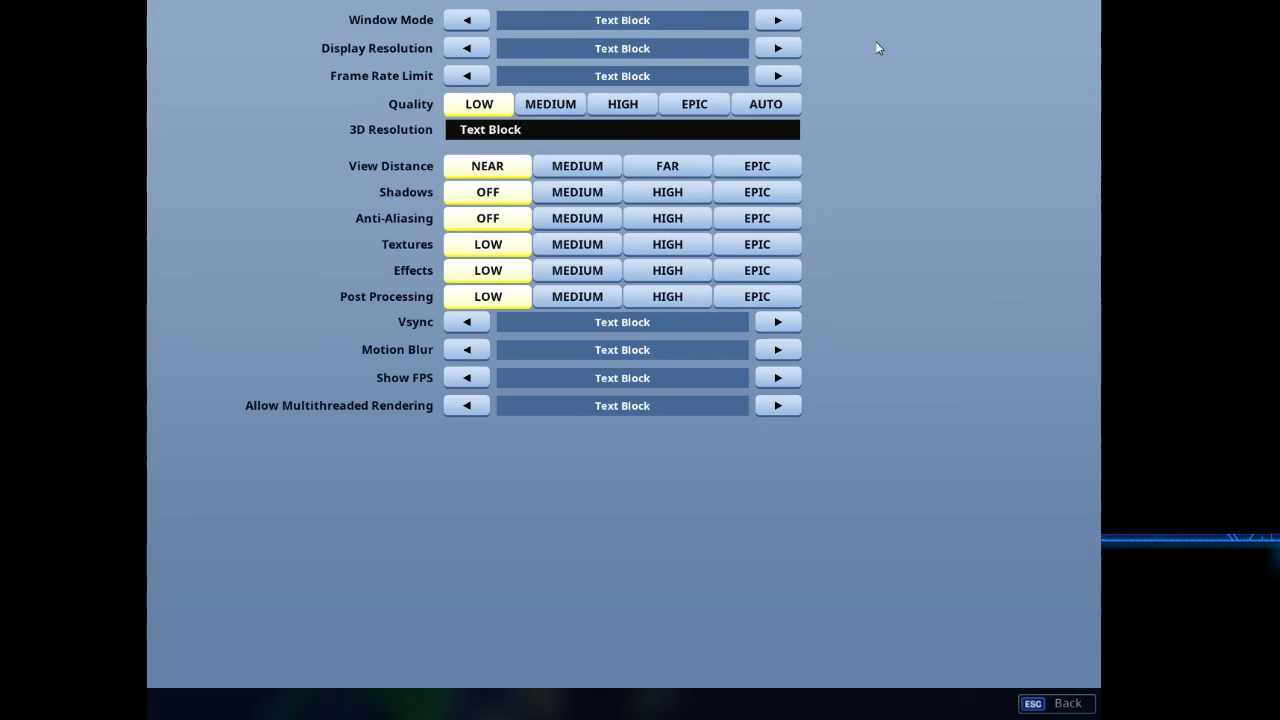 Window Mode ◄ Text Block ►
Display Resolution ◄ Text Block ►
Frame Rate Limit ◄ Text Block ►
Quality LOW MEDIUM HIGH EPIC AUTO
3D Resolution Text Block
View Distance NEAR MEDIUM FAR EPIC
Shadows OFF MEDIUM HIGH EPIC
Anti-Aliasing OFF MEDIUM HIGH EPIC
Textures LOW MEDIUM HIGH EPIC
Effects LOW MEDIUM HIGH EPIC
Post Processing LOW MEDIUM HIGH EPIC
Vsync ◄ Text Block ►
Motion Blur ◄ Text Block ►
Show FPS ◄ Text Block ►
Allow Multithreaded Rendering ◄ Text Block ►
ESC Back